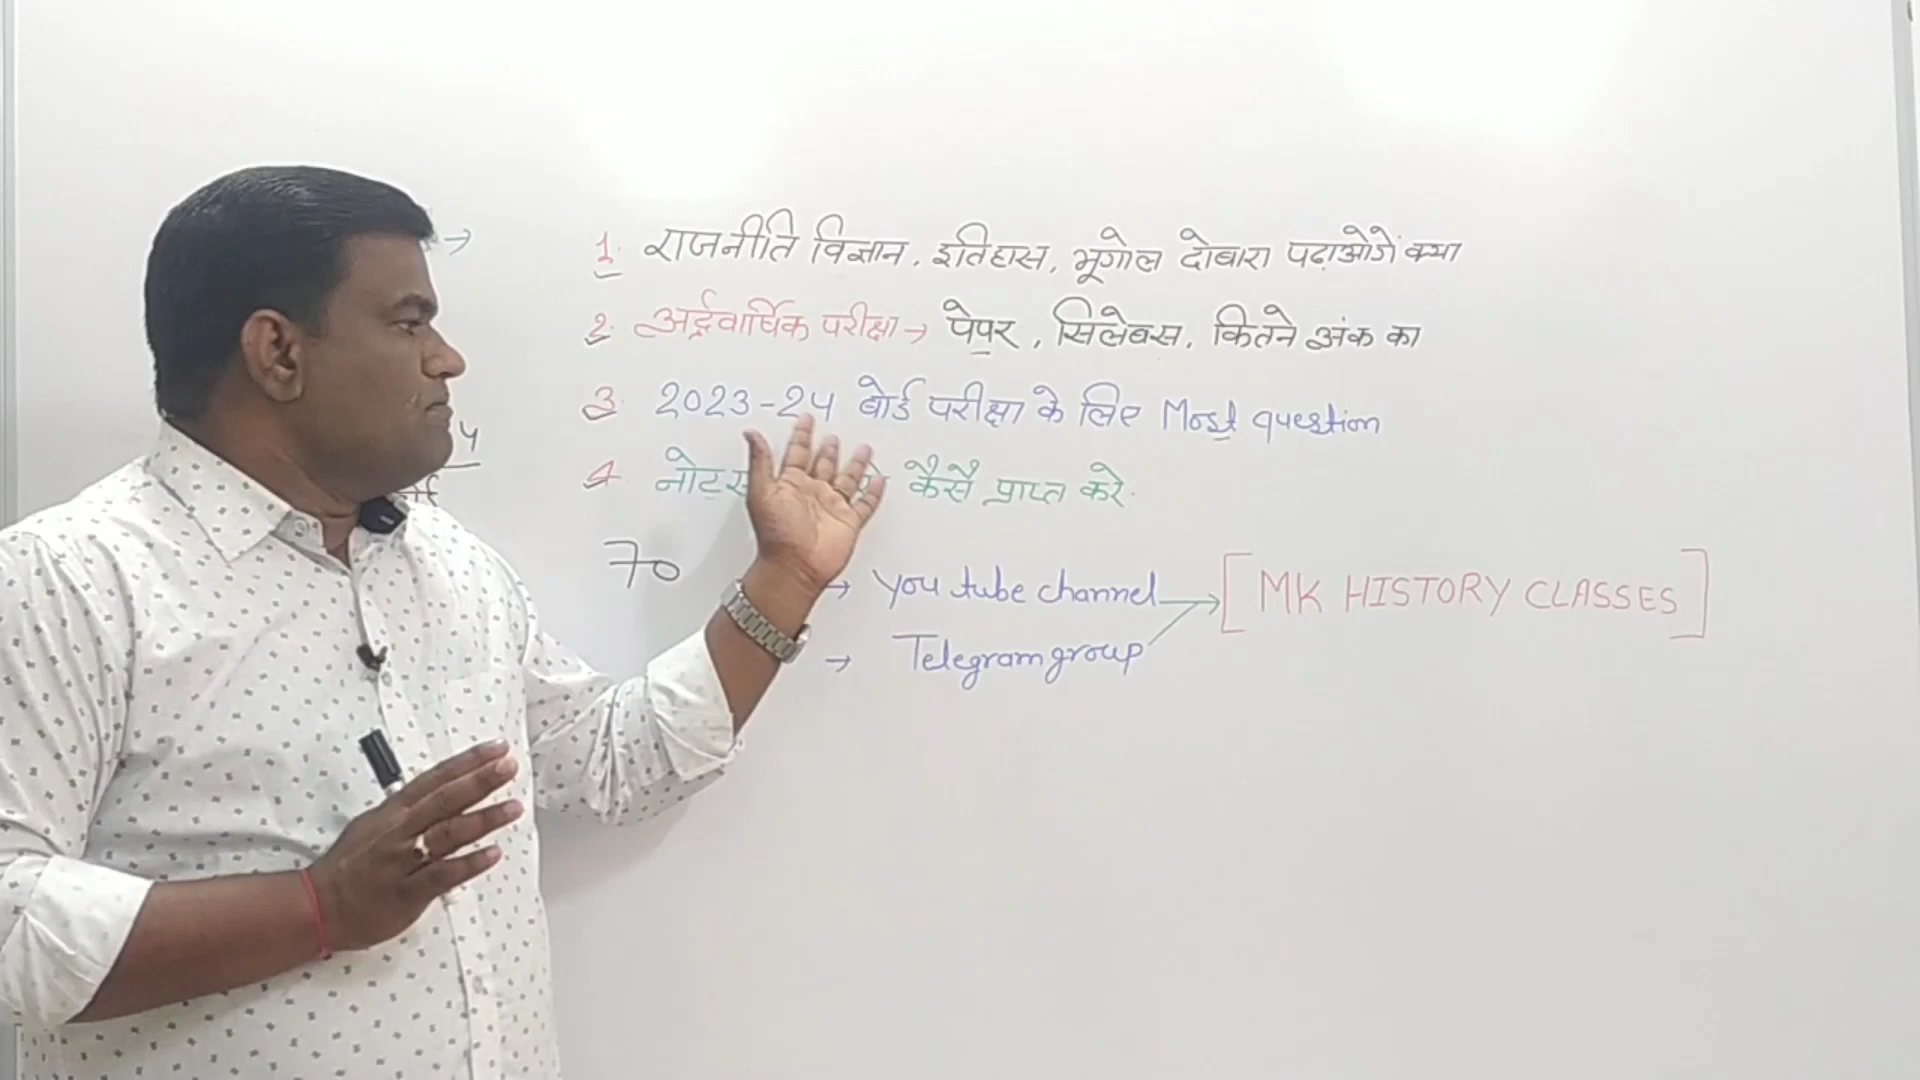 1. राजनीति विज्ञान, इतिहास, भूगोल दोबारा पढ़ाओगें क्या
2. अर्द्रवार्षिक परीक्षा → पेपर, सिलेबस, कितने अंक का
3. 2023-24 बोर्ड परीक्षा के लिए Most question
4. नोट्स कैसै प्राप्त करे.
70
→ You tube channel → [MK HISTORY CLASSES]
→ Telegram group